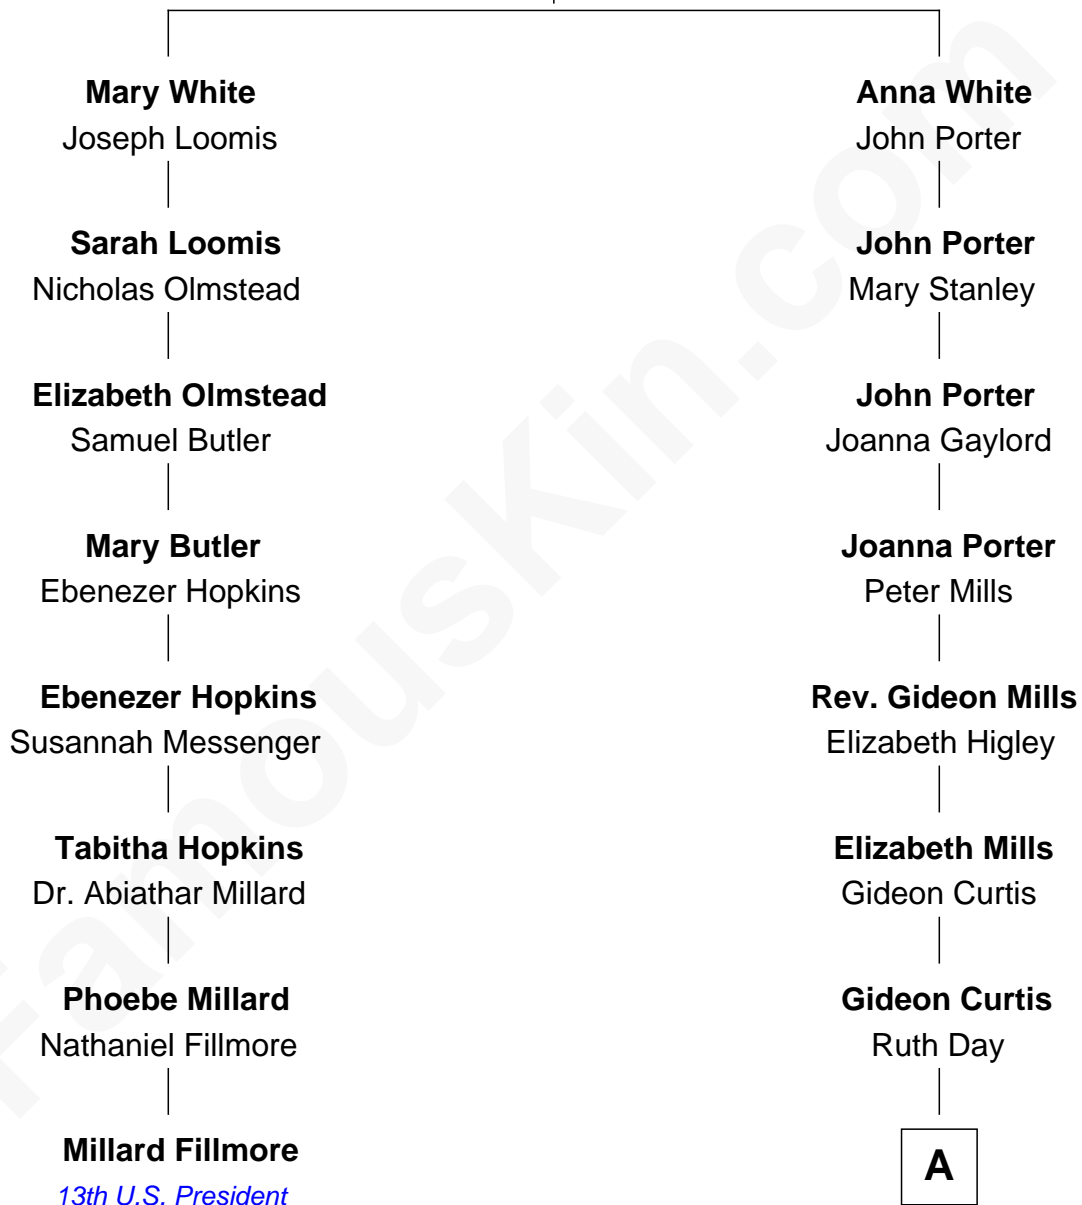 Mary White
Joseph Loomis
Sarah Loomis
Nicholas Olmstead
Elizabeth Olmstead
Samuel Butler
Mary Butler
Ebenezer Hopkins
Ebenezer Hopkins
Susannah Messenger
Tabitha Hopkins
Dr. Abiathar Millard
Phoebe Millard
Nathaniel Fillmore
Millard Fillmore
13th U.S. President
Anna White
John Porter
John Porter
Mary Stanley
John Porter
Joanna Gaylord
Joanna Porter
Peter Mills
Rev. Gideon Mills
Elizabeth Higley
Elizabeth Mills
Gideon Curtis
Gideon Curtis
Ruth Day
A
FamousKin.com